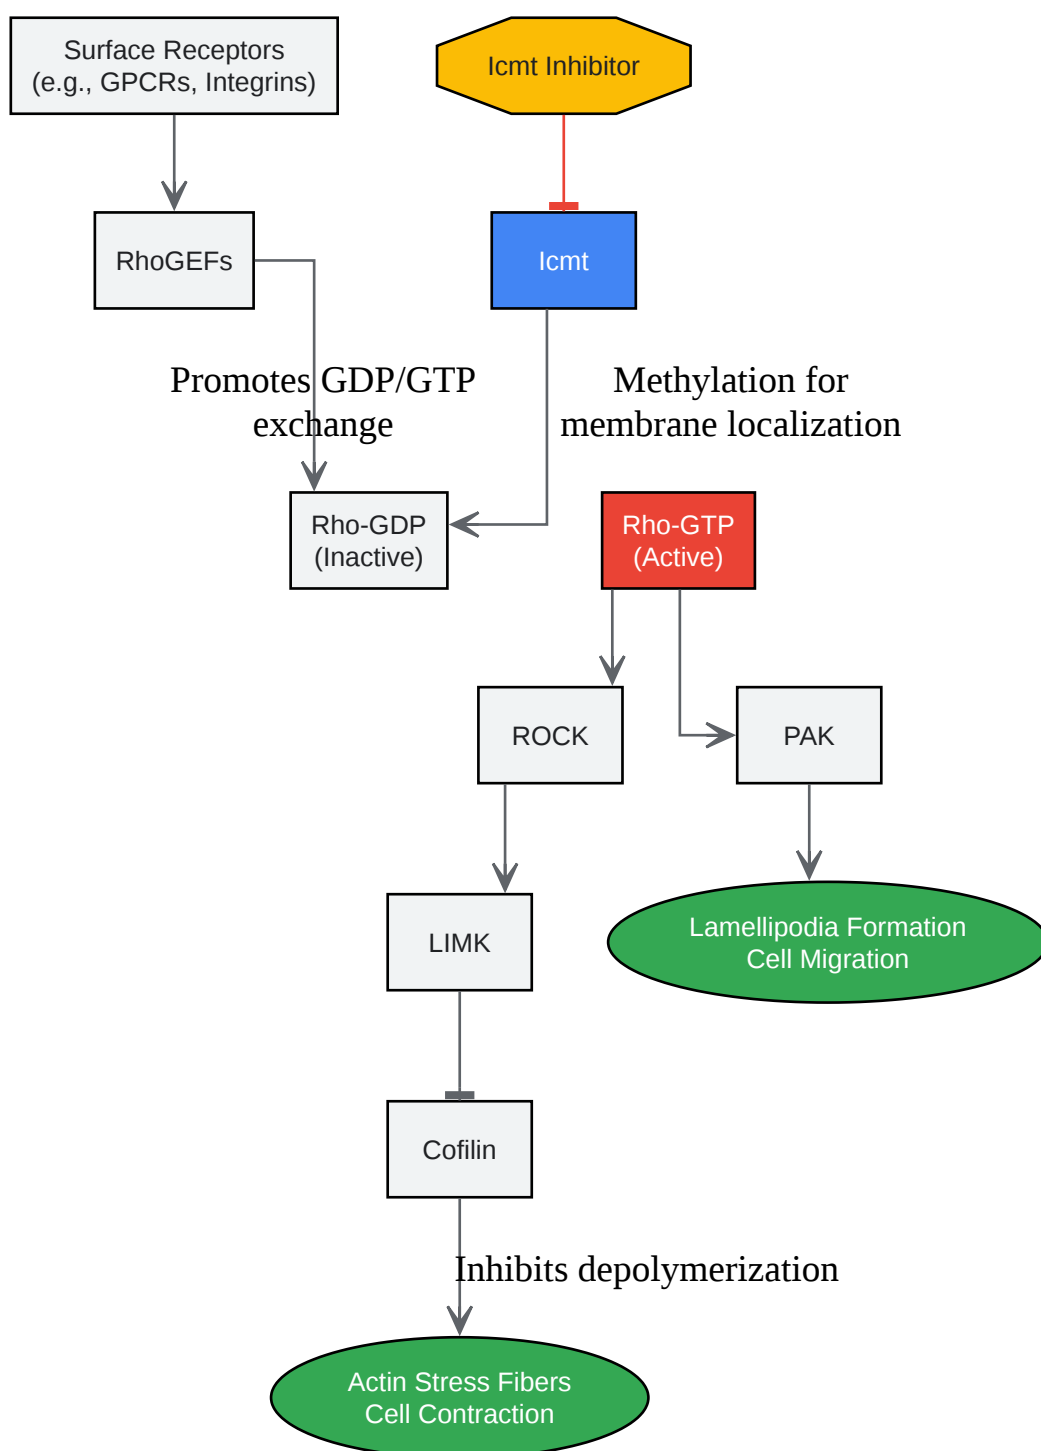 Surface Receptors
(e.g., GPCRs, Integrins)
Icmt Inhibitor
RhoGEFs
Icmt
Promotes GDP/GTP
exchange
Methylation for
membrane localization
Rho-GDP
(Inactive)
Rho-GTP
(Active)
ROCK
PAK
LIMK
Lamellipodia Formation
Cell Migration
Cofilin
Inhibits depolymerization
Actin Stress Fibers
Cell Contraction